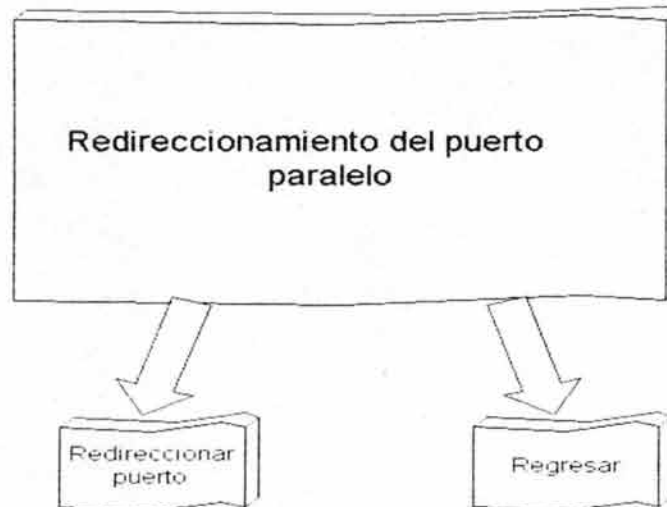 Redireccionamiento del puerto
paralelo
Redireccionar
puerto
Regresar